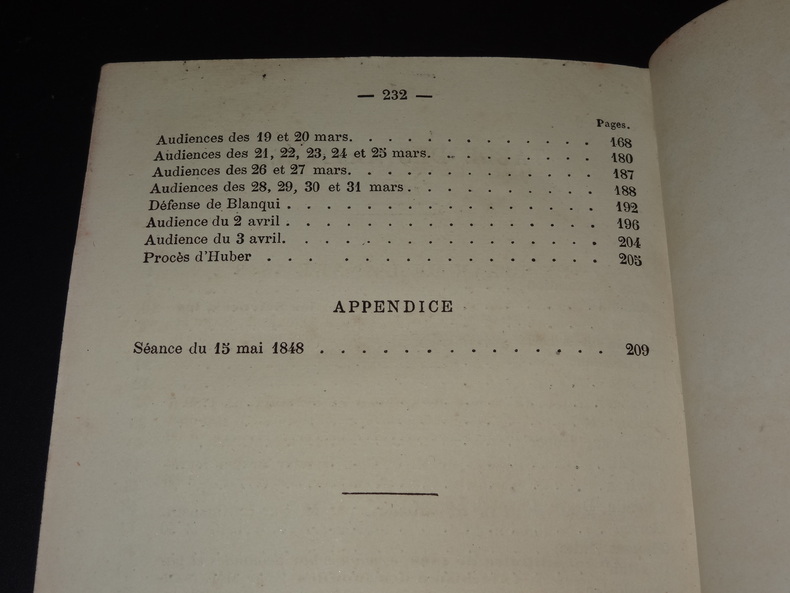 — 232 —
Pages.
Audiences des 19 et 20 mars. . . . . . . . . . . . . 168
Audiences des 21, 22, 23, 24 et 25 mars. . . . . . . . . 180
Audiences des 26 et 27 mars. . . . . . . . . . . . . 187
Audiences des 28, 29, 30 et 31 mars . . . . . . . . . . 188
Défense de Blanqui . . . . . . . . . . . . . . . . 192
Audience du 2 avril . . . . . . . . . . . . . . . . 196
Audience du 3 avril. . . . . . . . . . . . . . . . 204
Procès d'Huber . . . . . . . . . . . . . . . . 205
APPENDICE
Séance du 15 mai 1848 . . . . . . . . . . . . . . 209